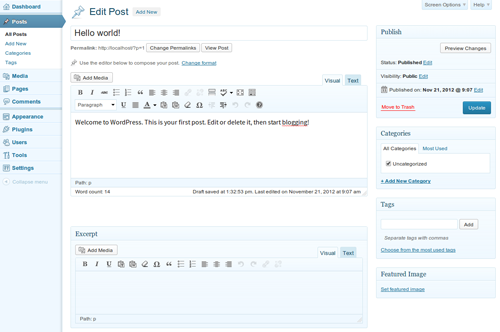 Screen Options
Help
Dashboard
Posts
All Posts
Add New
Categories
Tags
Media
Pages
Comments
Appearance
Plugins
Users
Tools
Settings
Collapse menu
Edit Post Add New
Hello world!
Permalink: http://localhost/?p=1 Change Permalinks View Post
Use the editor below to compose your post. Change format
Add Media
Visual Text
B I ABC
Paragraph U A
Welcome to WordPress. This is your first post. Edit or delete it, then start blogging!
Path: p
Word count: 14 Draft saved at 1:32:53 pm. Last edited on November 21, 2012 at 9:07 am
Excerpt
Add Media
Visual Text
B I U
Path: p
Publish
Preview Changes
Status: Published Edit
Visibility: Public Edit
Published on: Nov 21, 2012 @ 9:07 Edit
Move to Trash Update
Categories
All Categories Most Used
Uncategorized
+ Add New Category
Tags
Add
Separate tags with commas
Choose from the most used tags
Featured Image
Set featured image